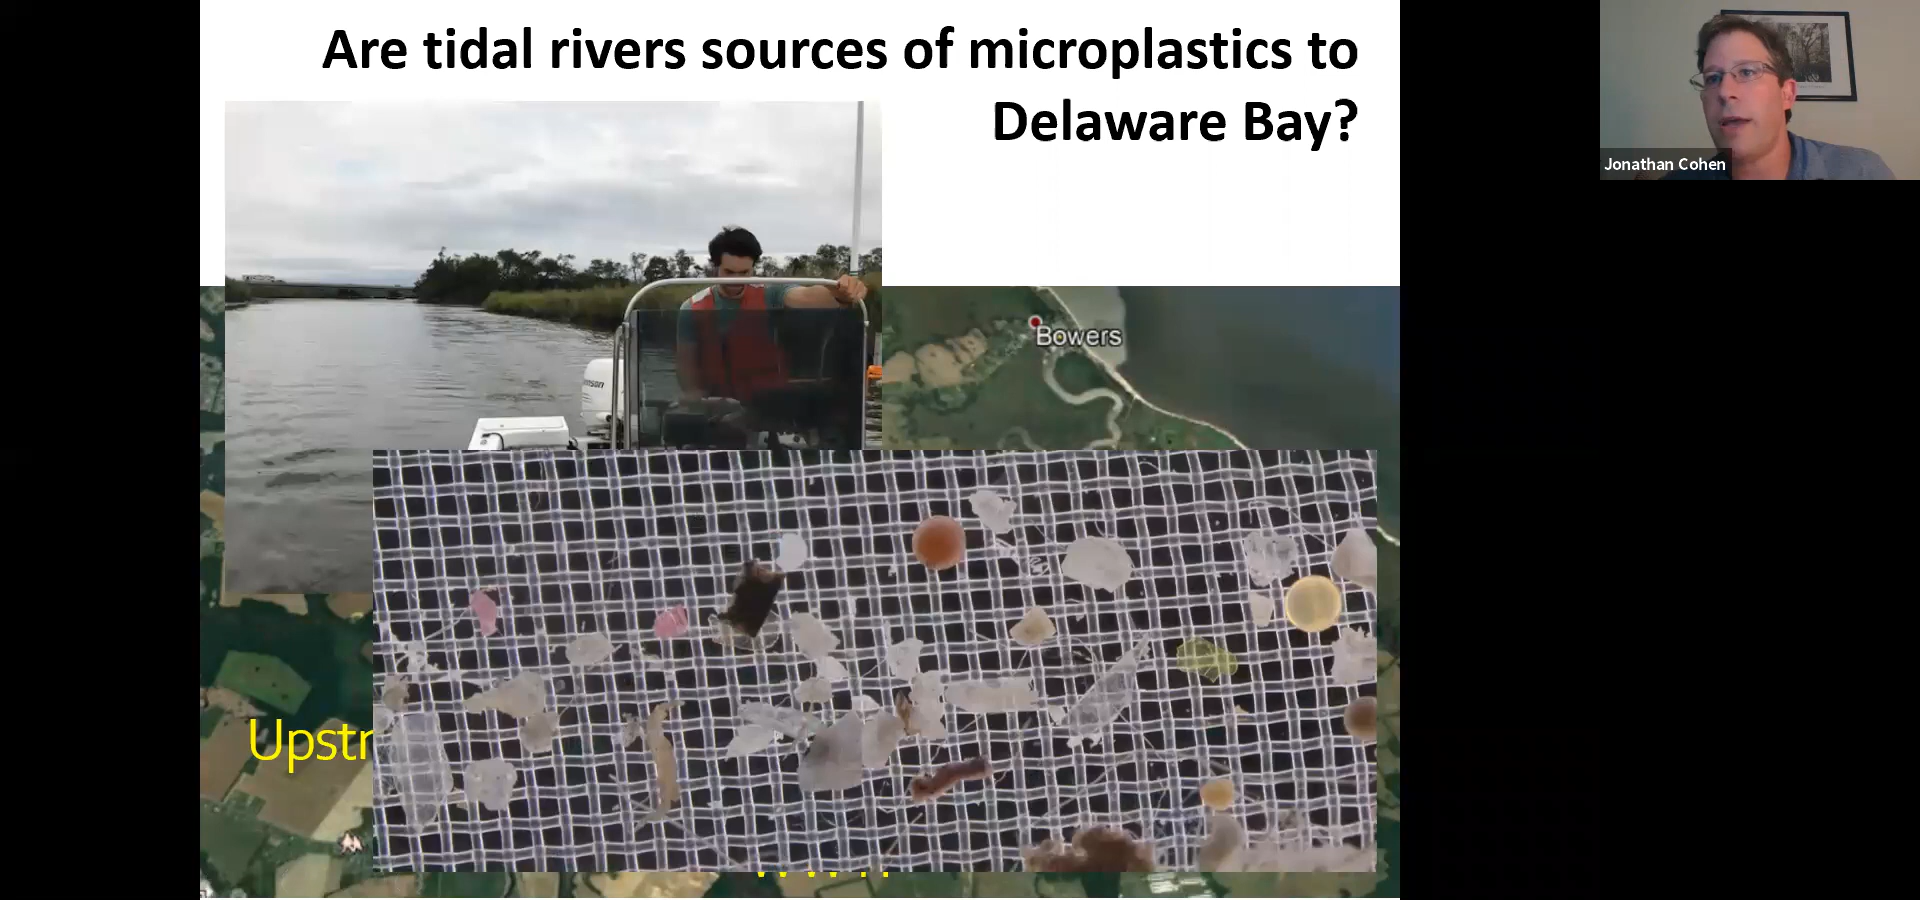 Are tidal rivers sources of microplastics to
Delaware Bay?
Jonathan Cohen
Bowers